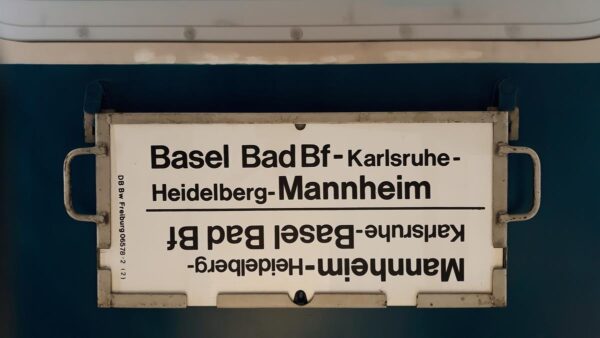 Basel Bad Bf - Karlsruhe -
Heidelberg - Mannheim
Mannheim - Heidelberg -
Karlsruhe - Basel Bad Bf
DB Bw Freiburg 06578-2 (2)